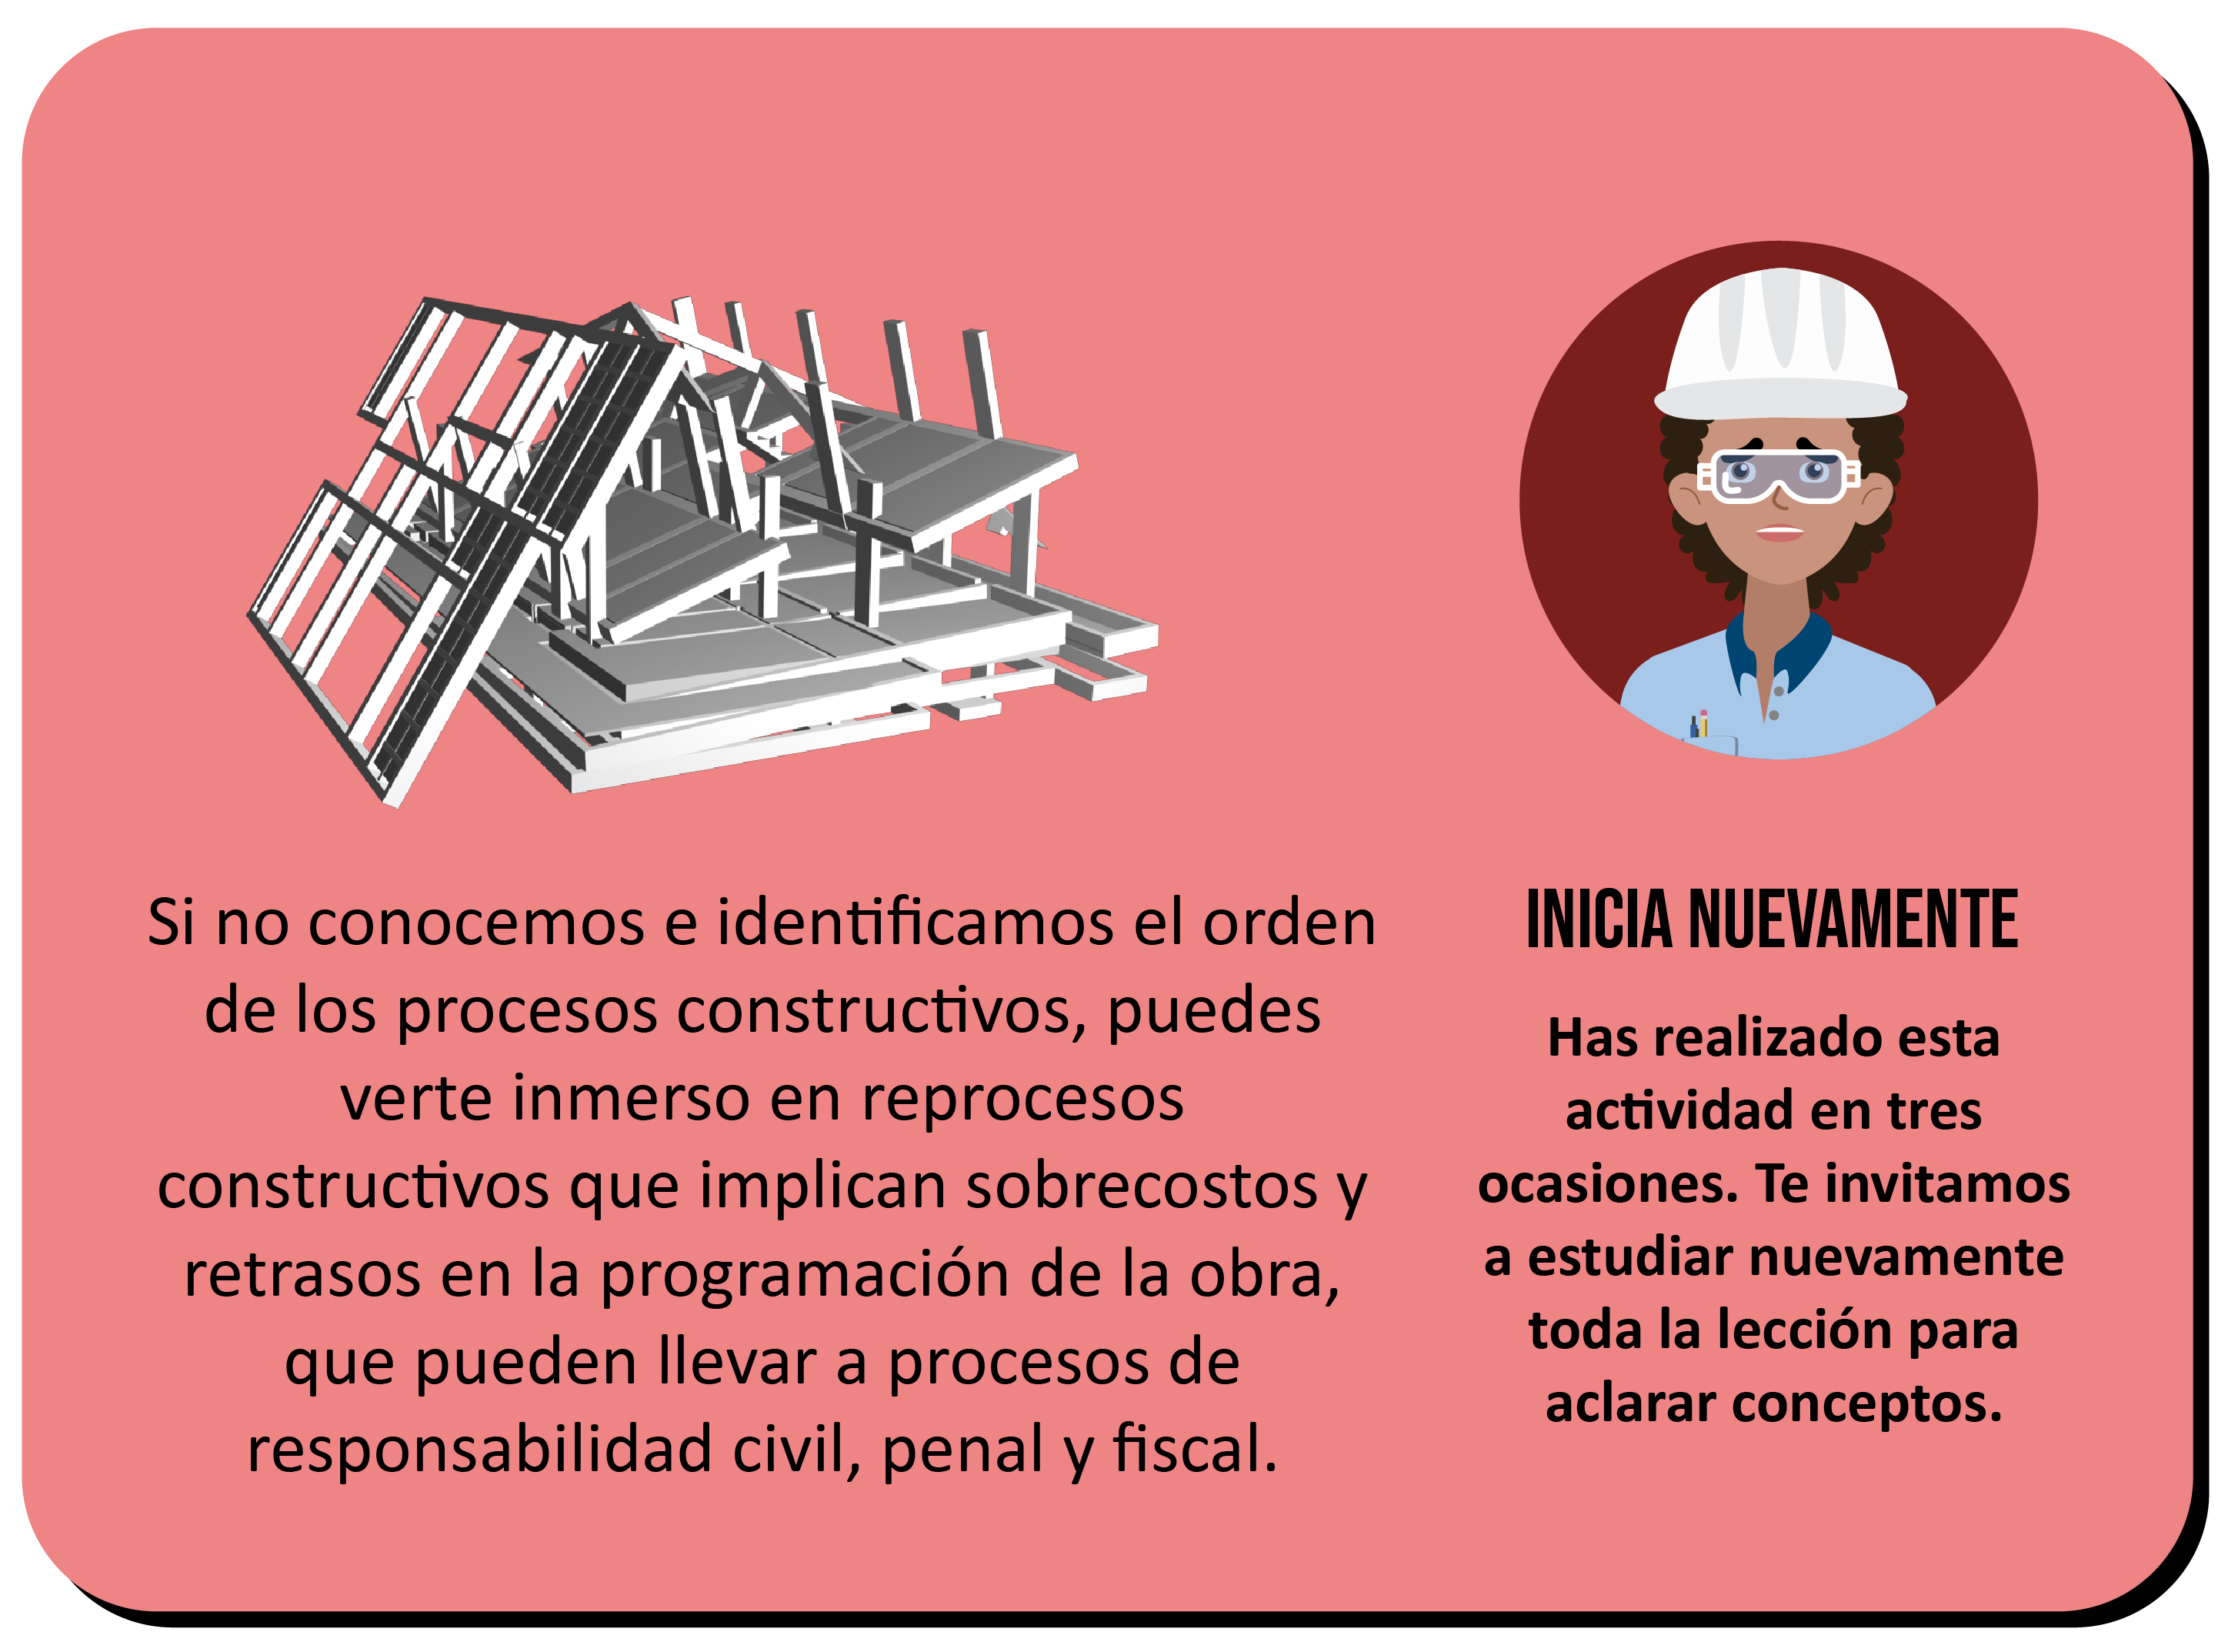 Si no conocemos e identificamos el orden
de los procesos constructivos, puedes
verte inmerso en reprocesos
constructivos que implican sobrecostos y
retrasos en la programación de la obra,
que pueden llevar a procesos de
responsabilidad civil, penal y fiscal.
INICIA NUEVAMENTE
Has realizado esta
actividad en tres
ocasiones. Te invitamos
a estudiar nuevamente
toda la lección para
aclarar conceptos.